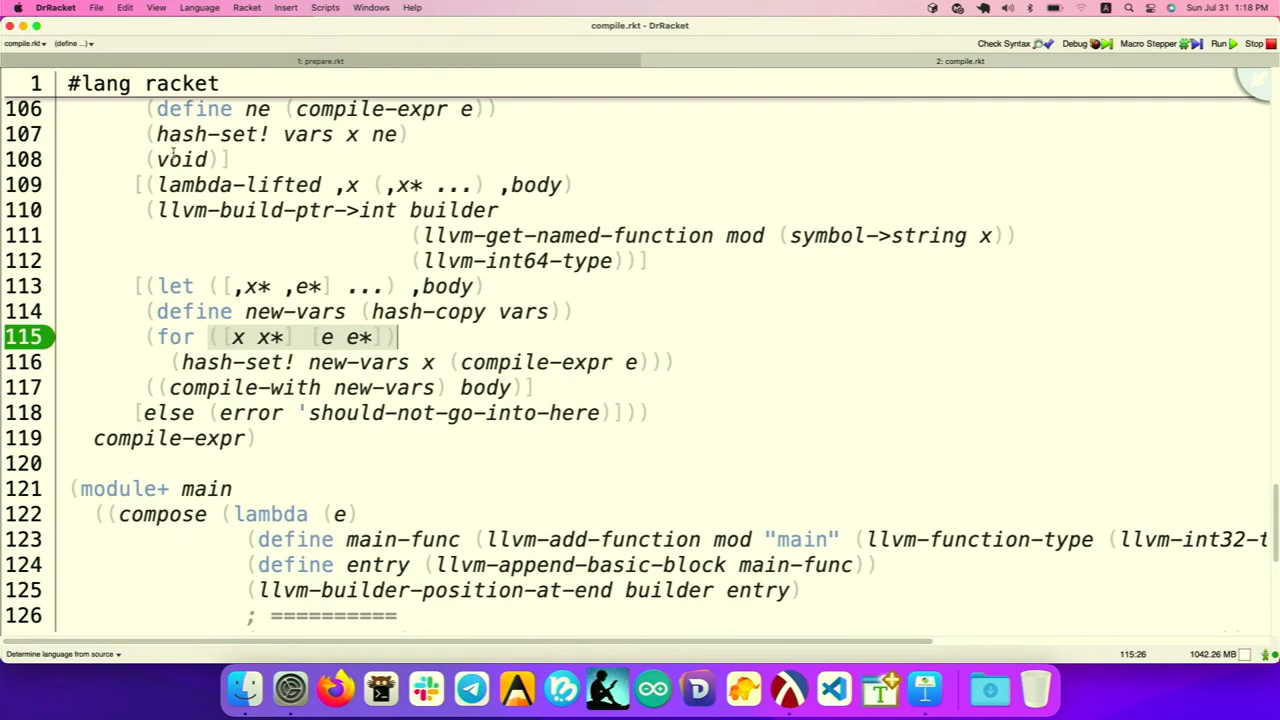 DrRacket File Edit View Language Racket Insert Scripts Windows Help A Sun Jul 31 1:18 PM
compile.rkt - DrRacket
compile.rkt▾ (define ...)▾ Check Syntax Debug Macro Stepper Run Stop
1: prepare.rkt 2: compile.rkt
1 #lang racket
106 (define ne (compile-expr e))
107 (hash-set! vars x ne)
108 (void)]
109 [(lambda-lifted ,x (,x* ...) ,body)
110 (llvm-build-ptr->int builder
111 (llvm-get-named-function mod (symbol->string x))
112 (llvm-int64-type))]
113 [(let ([,x* ,e*] ...) ,body)
114 (define new-vars (hash-copy vars))
115 (for ([x x*] [e e*])
116 (hash-set! new-vars x (compile-expr e)))
117 ((compile-with new-vars) body)]
118 [else (error 'should-not-go-into-here)]))
119 compile-expr)
120
121 (module+ main
122 ((compose (lambda (e)
123 (define main-func (llvm-add-function mod "main" (llvm-function-type (llvm-int32-t
124 (define entry (llvm-append-basic-block main-func))
125 (llvm-builder-position-at-end builder entry)
126 ; ==========
Determine language from source▾ 115:26 1042.26 MB